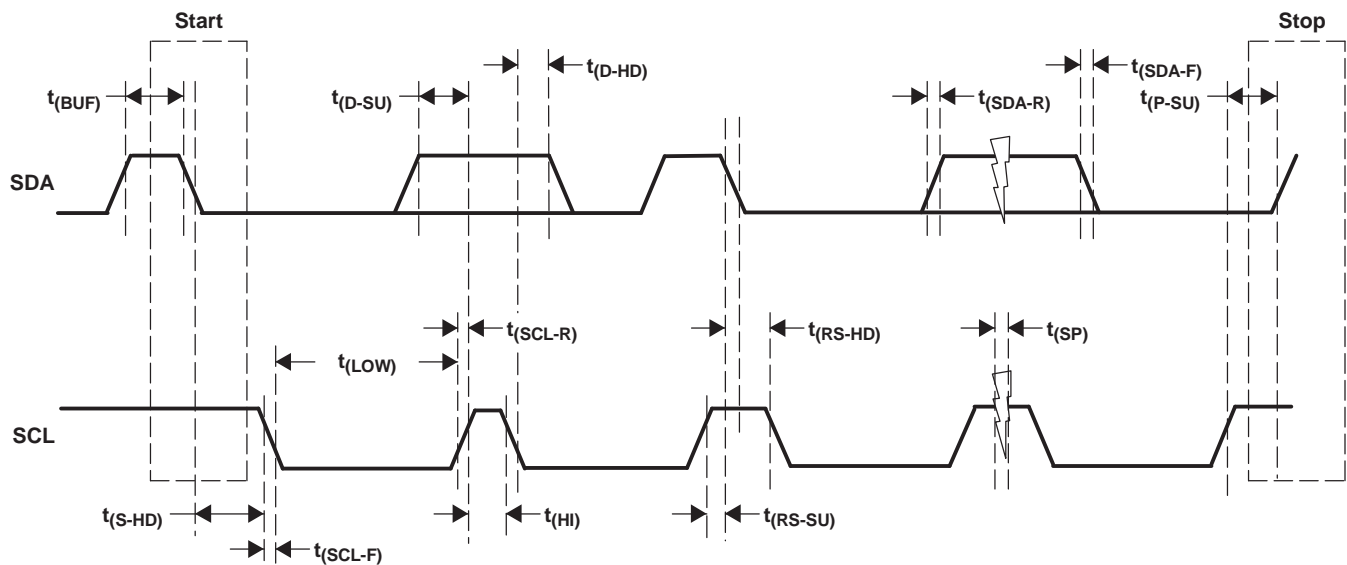 Start
Stop
t(D-HD)
t(SDA-F)
t(BUF)
t(D-SU)
t(SDA-R)
t(P-SU)
SDA
t(SCL-R)
t(RS-HD)
t(SP)
t(LOW)
SCL
t(S-HD)
t(HI)
t(RS-SU)
t(SCL-F)